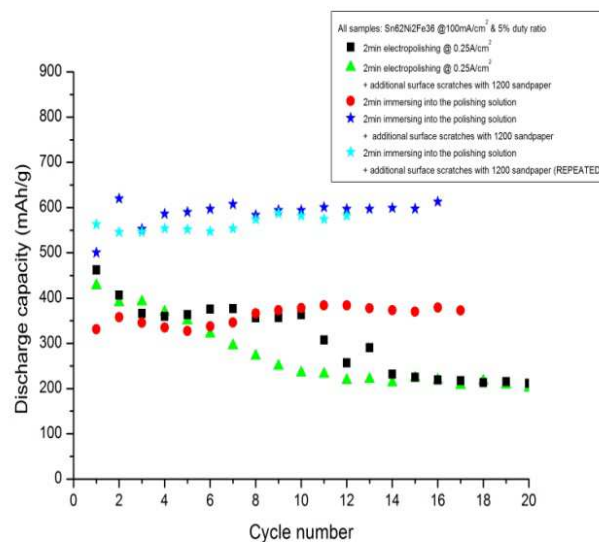 All samples: Sn62Ni2Fe36 @100mA/cm² & 5% duty ratio
2min electropolishing @ 0.25A/cm²
2min electropolishing @ 0.25A/cm²
+ additional surface scratches with 1200 sandpaper
2min immersing into the polishing solution
2min immersing into the polishing solution
+ additional surface scratches with 1200 sandpaper
2min immersing into the polishing solution
+ additional surface scratches with 1200 sandpaper (REPEATED
900
800
700
600
500
400
300
200
100
0
Discharge capacity (mAh/g)
0 2 4 6 8 10 12 14 16 18 20
Cycle number